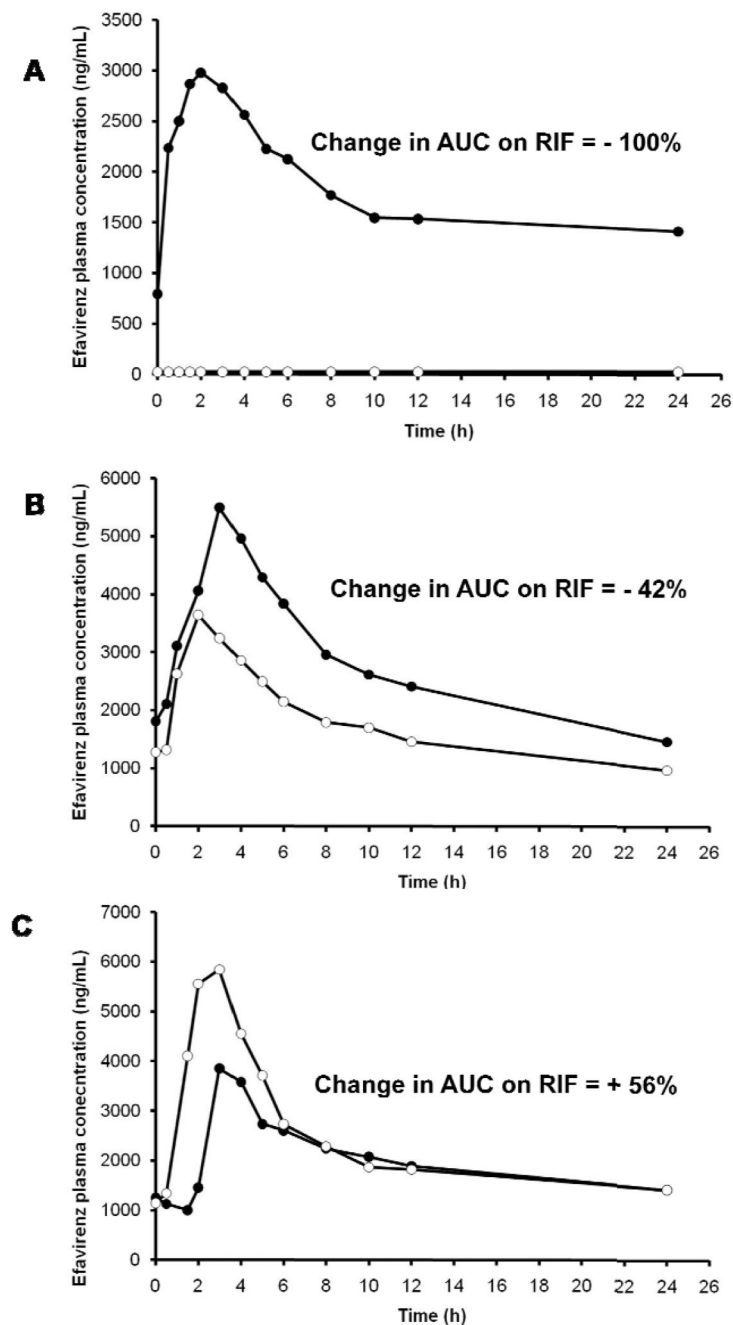 A
Efavirenz plasma concentration (ng/mL)
3500
3000
2500
2000
1500
1000
500
0
Change in AUC on RIF = - 100%
0 2 4 6 8 10 12 14 16 18 20 22 24 26
Time (h)
B
Efavirenz plasma concentration (ng/mL)
6000
5000
4000
3000
2000
1000
0
Change in AUC on RIF = - 42%
0 2 4 6 8 10 12 14 16 18 20 22 24 26
Time (h)
C
Efavirenz plasma conecntration (ng/mL)
7000
6000
5000
4000
3000
2000
1000
0
Change in AUC on RIF = + 56%
0 2 4 6 8 10 12 14 16 18 20 22 24 26
Time (h)